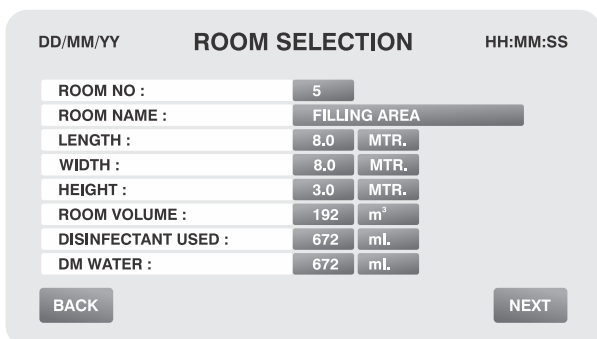 DD/MM/YY ROOM SELECTION HH:MM:SS
ROOM NO : 5
ROOM NAME : FILLING AREA
LENGTH : 8.0 MTR.
WIDTH : 8.0 MTR.
HEIGHT : 3.0 MTR.
ROOM VOLUME : 192 m³
DISINFECTANT USED : 672 ml.
DM WATER : 672 ml.
BACK NEXT